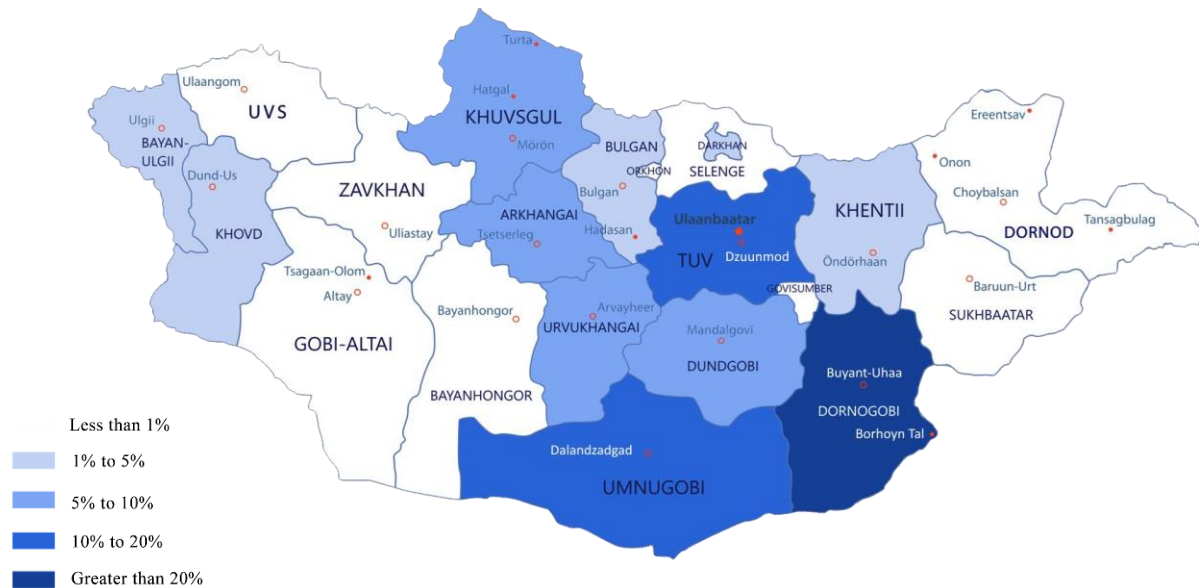 Turta
Ulaangom
Hatgal
UVS
KHUVSGUL
Ereentsav
Ulgii
BAYAN-
ULGII
Mörön
BULGAN
DARKHAN
SELENGE
ORKHON
Onon
Dund-Us
ZAVKHAN
Bulgan
Choybalsan
KHOVD
Uliastay
ARKHANGAI
Tsetserleg
Hadasan
Ulaanbaatar
KHENTII
DORNOD
Tansagbulag
TUV
Dzuunmod
Öndörhaan
Tsagaan-Olom
Altay
GOVISUMBER
Baruun-Urt
Bayanhongor
Arvayheer
URVUKHANGAI
Mandalgovi
SUKHBAATAR
GOBI-ALTAI
DUNDGOBI
Buyant-Uhaa
BAYANHONGOR
DORNOGOBI
Borhoyn Tal
Dalandzadgad
UMNUGOBI
Less than 1%
1% to 5%
5% to 10%
10% to 20%
Greater than 20%